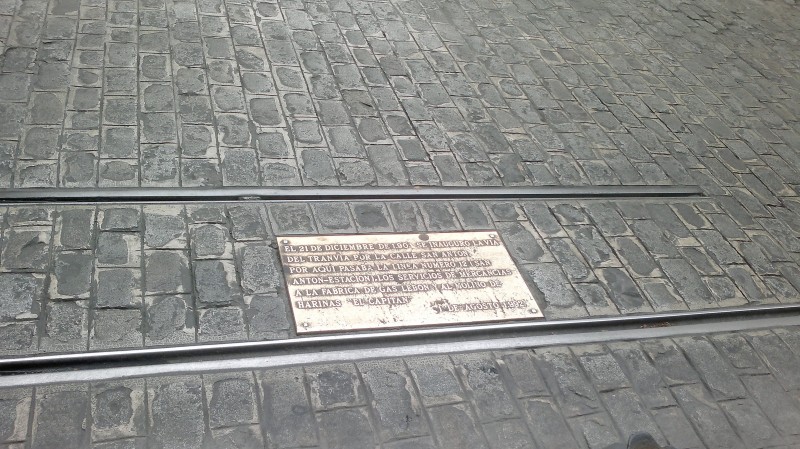 EL 21 DE DICIEMBRE DE 190 SE INAUGURO LA VIA
DEL TRANVIA POR LA CALLE SAN ANTON.
POR AQUI PASABA LA LINEA NUMERO SAN
ANTON-ESTACION, LOS SERVICIOS DE MERCANCIAS
A LA FABRICA DE GAS LEBON Y AL MOLINO DE
HARINAS "EL CAPITAN"
DE AGOSTO